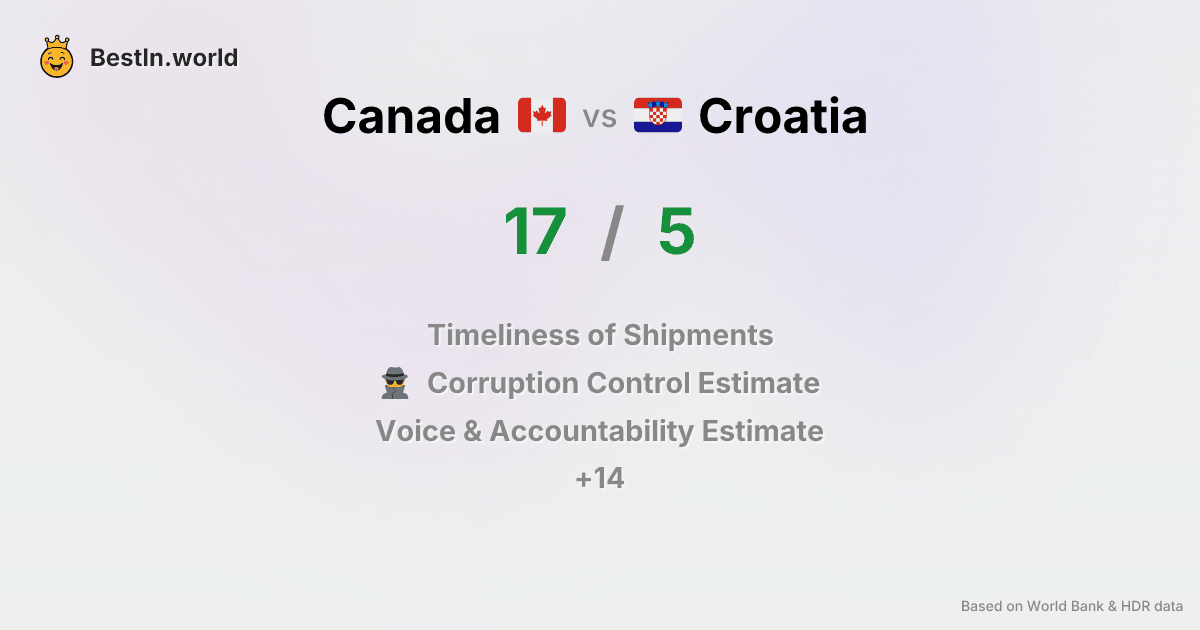 BestIn.world
Canada vs Croatia
17 / 5
Timeliness of Shipments
Corruption Control Estimate
Voice & Accountability Estimate
+14
Based on World Bank & HDR data